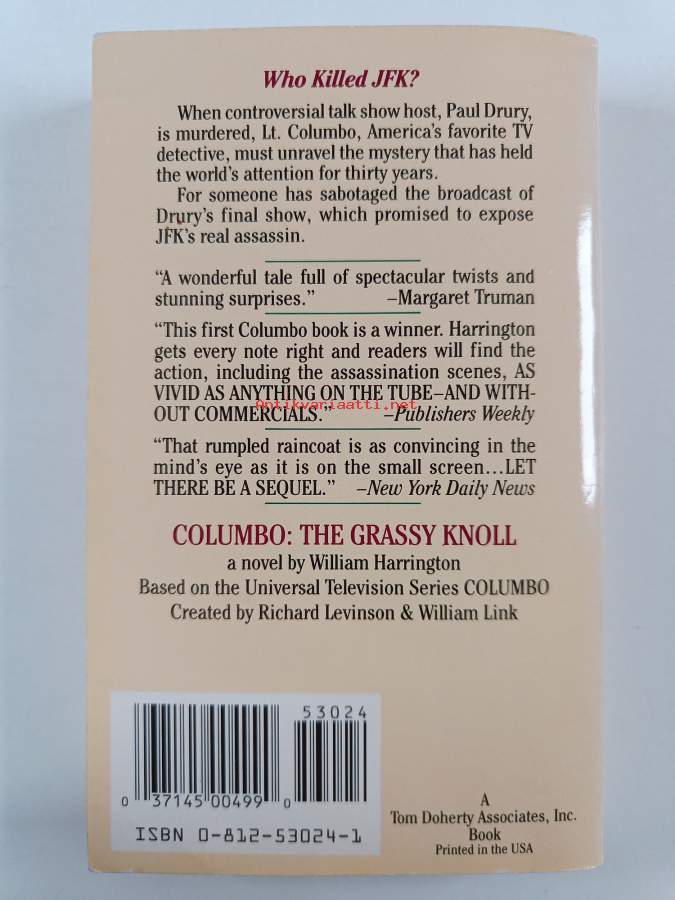 Who Killed JFK?
When controversial talk show host, Paul Drury,
is murdered, Lt. Columbo, America's favorite TV
detective, must unravel the mystery that has held
the world's attention for thirty years.
For someone has sabotaged the broadcast of
Drury's final show, which promised to expose
JFK's real assassin.
“A wonderful tale full of spectacular twists and
stunning surprises.” –Margaret Truman
“This first Columbo book is a winner. Harrington
gets every note right and readers will find the
action, including the assassination scenes, AS
VIVID AS ANYTHING ON THE TUBE–AND WITH-
OUT COMMERCIALS.” –Publishers Weekly
Antikvariaatti.net
“That rumpled raincoat is as convincing in the
mind's eye as it is on the small screen...LET
THERE BE A SEQUEL.” –New York Daily News
COLUMBO: THE GRASSY KNOLL
a novel by William Harrington
Based on the Universal Television Series COLUMBO
Created by Richard Levinson & William Link
53024
0 37145 00499 0
ISBN 0-812-53024-1
A
Tom Doherty Associates, Inc.
Book
Printed in the USA